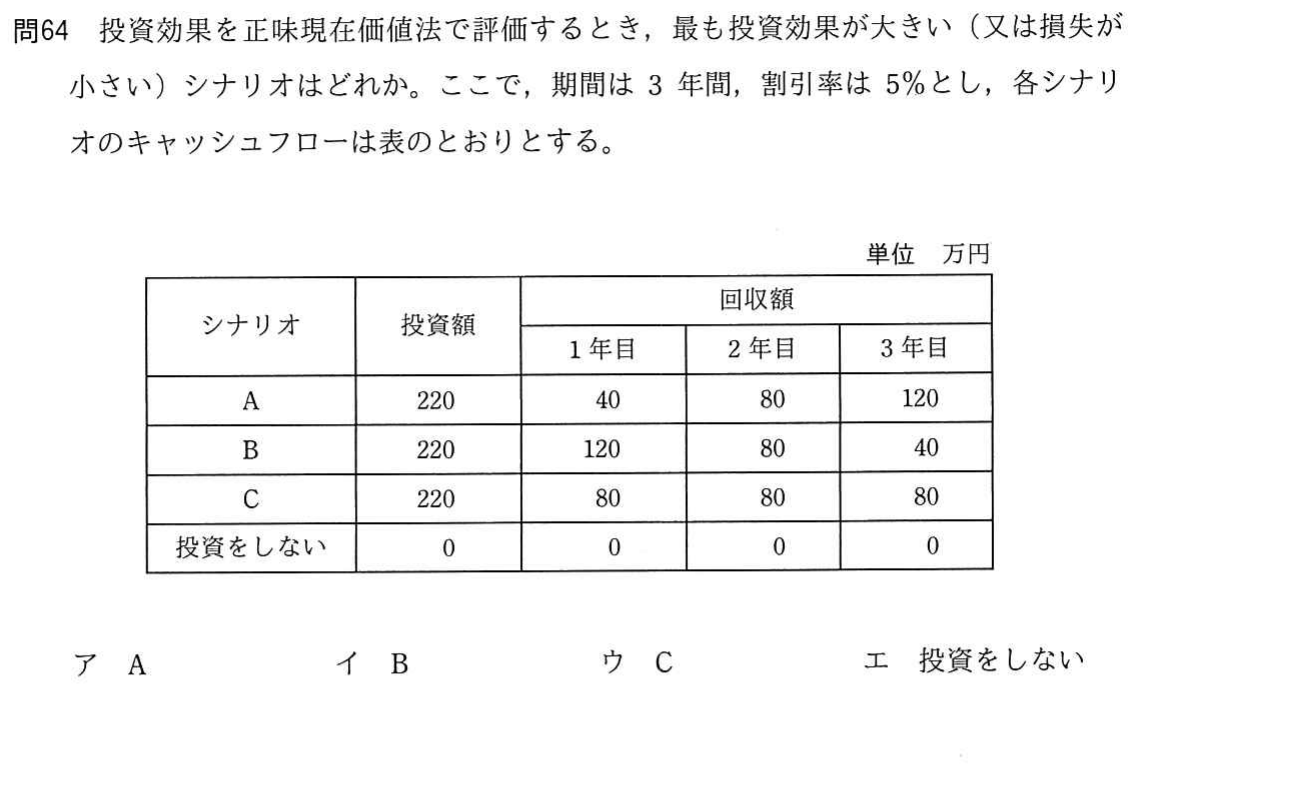 問64　投資効果を正味現在価値法で評価するとき，最も投資効果が大きい（又は損失が
小さい）シナリオはどれか。ここで，期間は 3 年間，割引率は 5％とし，各シナリ
オのキャッシュフローは表のとおりとする。
単位　万円
シナリオ　投資額　回収額
1 年目　2 年目　3 年目
A　220　40　80　120
B　220　120　80　40
C　220　80　80　80
投資をしない　0　0　0　0
ア　A　イ　B　ウ　C　エ　投資をしない